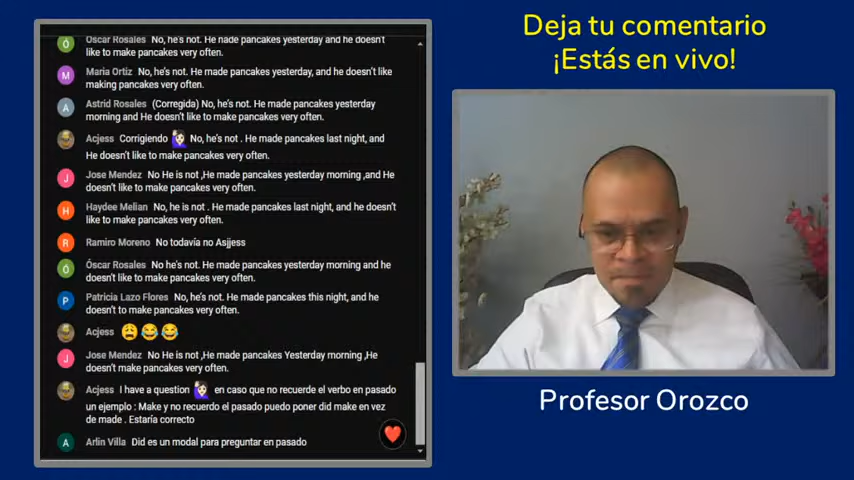 Deja tu comentario
¡Estás en vivo!
Óscar Rosales No, he's not. He made pancakes yesterday and he doesn't
like to make pancakes very often.
Maria Ortiz No, he's not. He made pancakes yesterday, and he doesn't like
making pancakes very often.
Astrid Rosales (Corregida) No, he's not. He made pancakes yesterday
morning and He doesn't like to make pancakes very often.
Acjess Corrigiendo 🙋🏻‍♀️ No, he's not . He made pancakes last night, and
He doesn't like to make pancakes very often.
Jose Mendez No He is not ,He made pancakes yesterday morning ,and He
doesn't like to make pancakes very often.
Haydee Melian No, he is not . He made pancakes last night, and he doesn't
like to make pancakes very often.
Ramiro Moreno No todavía no Asjjess
Óscar Rosales No he's not. He made pancakes yesterday morning and he
doesn't like to make pancakes very often.
Patricia Lazo Flores No, he's not. He made pancakes this night, and he
doesn't to make pancakes very often.
Acjess 😩😂😂
Jose Mendez No He is not ,He made pancakes Yesterday morning ,He
doesn't make pancakes very often.
Acjess I have a question 🙋🏻‍♀️ en caso que no recuerde el verbo en pasado
un ejemplo : Make y no recuerdo el pasado puedo poner did make en vez
de made . Estaría correcto
Arlin Villa Did es un modal para preguntar en pasado
Profesor Orozco